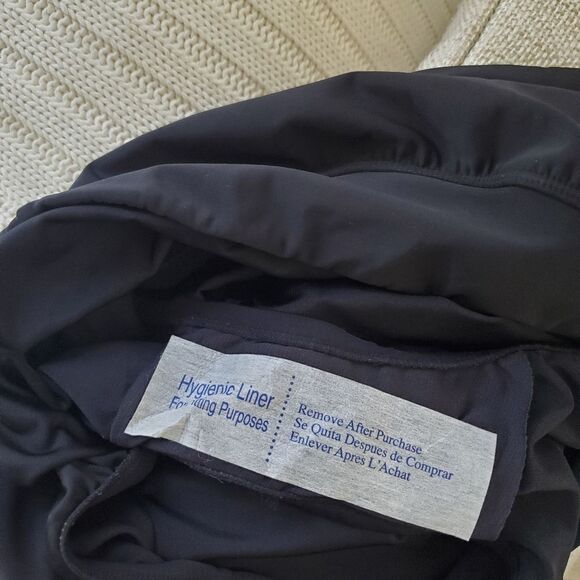 Hygienic Liner
Purposes
Remove After Purchase
Se Quita Despues de Comprar
Enlever Apres L'Achat